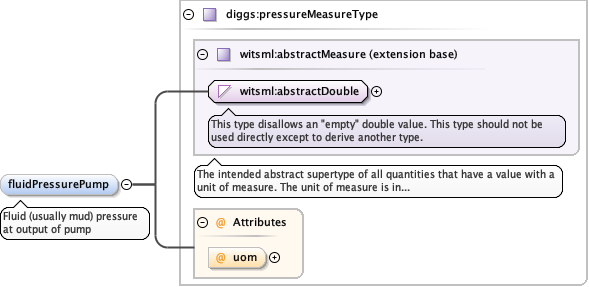 diggs:pressureMeasureType
witsml:abstractMeasure (extension base)
witsml:abstractDouble
This type disallows an "empty" double value. This type should not be
used directly except to derive another type.
The intended abstract supertype of all quantities that have a value with a
unit of measure. The unit of measure is in...
fluidPressurePump
Fluid (usually mud) pressure
at output of pump
@ Attributes
@ uom